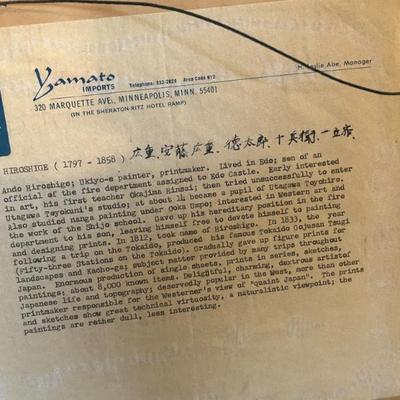 Yamato
IMPORTS
Telephone: 332-2828 Area Code 612
H. Leslie Abe, Manager
320 MARQUETTE AVE., MINNEAPOLIS, MINN. 55401
(IN THE SHERATON-RITZ HOTEL RAMP)
HIROSHIGE (1797 - 1858) 広重, 安藤広重, 徳太郎, 十兵衛, 一立斎,
Ando Hiroshige; Ukiyo-e painter, printmaker. Lived in Edo; son of an
official of the fire department assigned to Edo Castle. Early interested
in art, his first teacher Okajima Rinsai; then tried unsuccessfully to enter
Utagawa Toyokuni's studio; at about 14 became a pupil of Utagawa Toyohiro.
also studied nanga painting under Ooka Umpo; interested in Western art and
the work of the Shijo school. Gave up his hereditary position in the fire
department to his son, leaving himself free to devote himself to painting
and designing prints. In 1812, took name of Hiroshige. In 1833, the year
following a trip on the Tokaido, produced his famous Tokaido Gojusan Tsugi
(Fifty-three Stations on the Tokaido). Gradually gave up figure prints for
landscapes and Kacho-ga; subject matter provided by many trips throughout
Japan. Enormous production of single sheets, prints in series, sketches,
paintings; about 8,000 known items. Delightful, charming, dextrous artistof
Japanese life and topography; deservedly popular in the West, more than other
printmaker responsible for the Westerner's view of "quaint Japan". The prints
and sketches show great technical virtuosity, a naturalistic viewpoint; the
paintings are rather dull, less interesting.